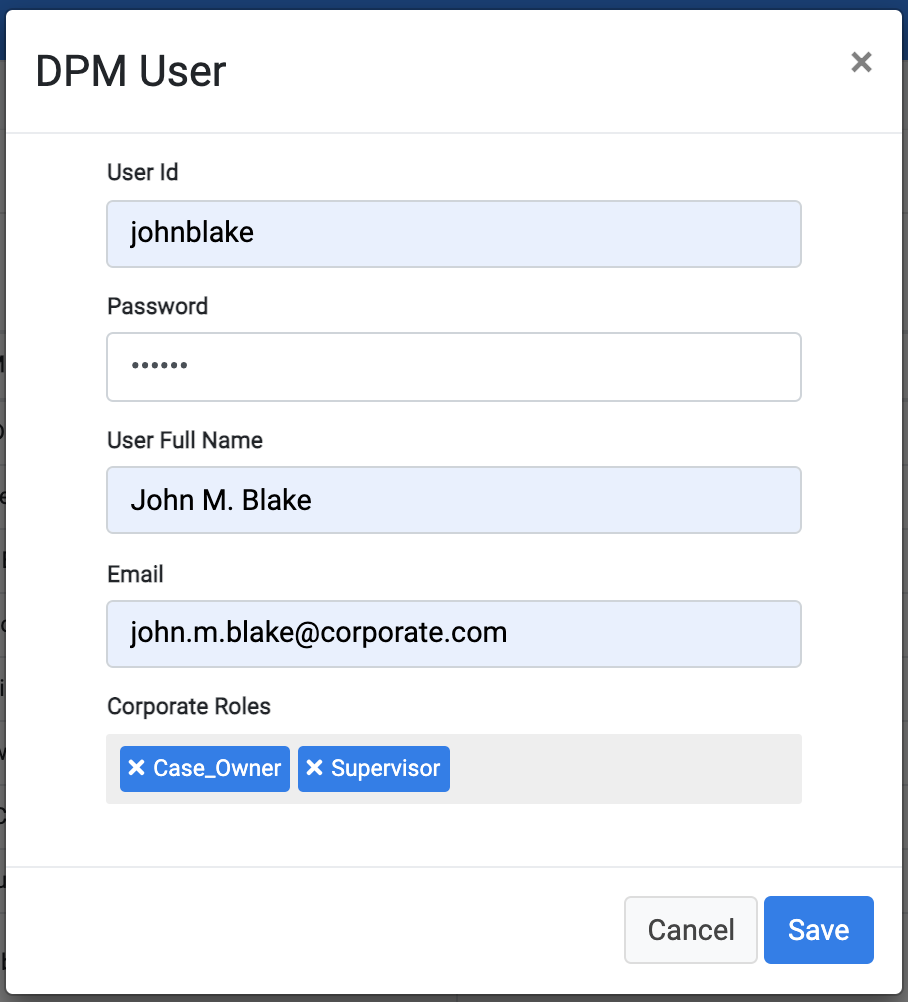 DPM User
×
User Id
johnblake
Password
••••••
User Full Name
John M. Blake
Email
john.m.blake@corporate.com
Corporate Roles
× Case_Owner × Supervisor
Cancel Save